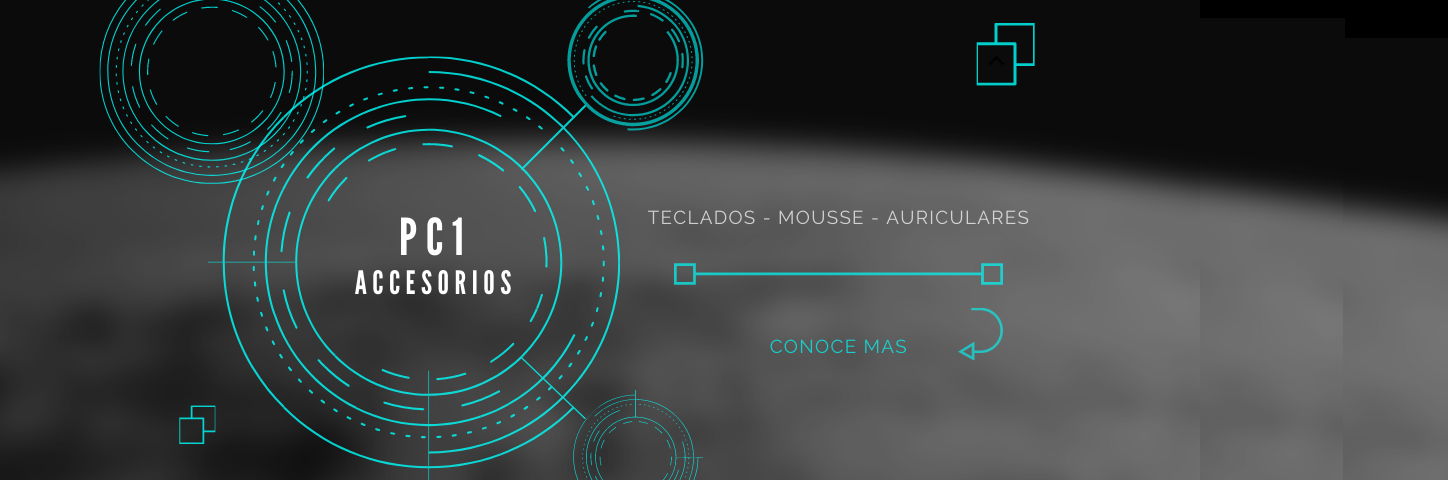 PC1
ACCESORIOS
TECLADOS - MOUSSE - AURICULARES
CONOCE MAS